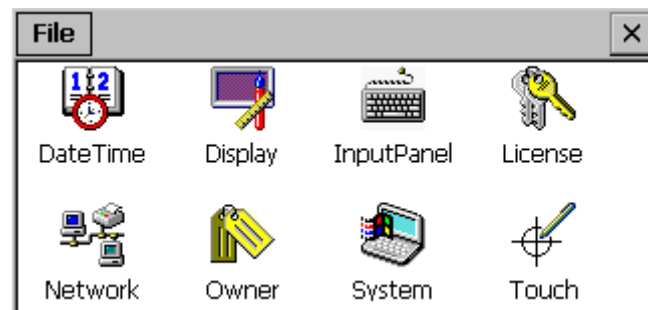 File
DateTime Display InputPanel License
Network Owner System Touch